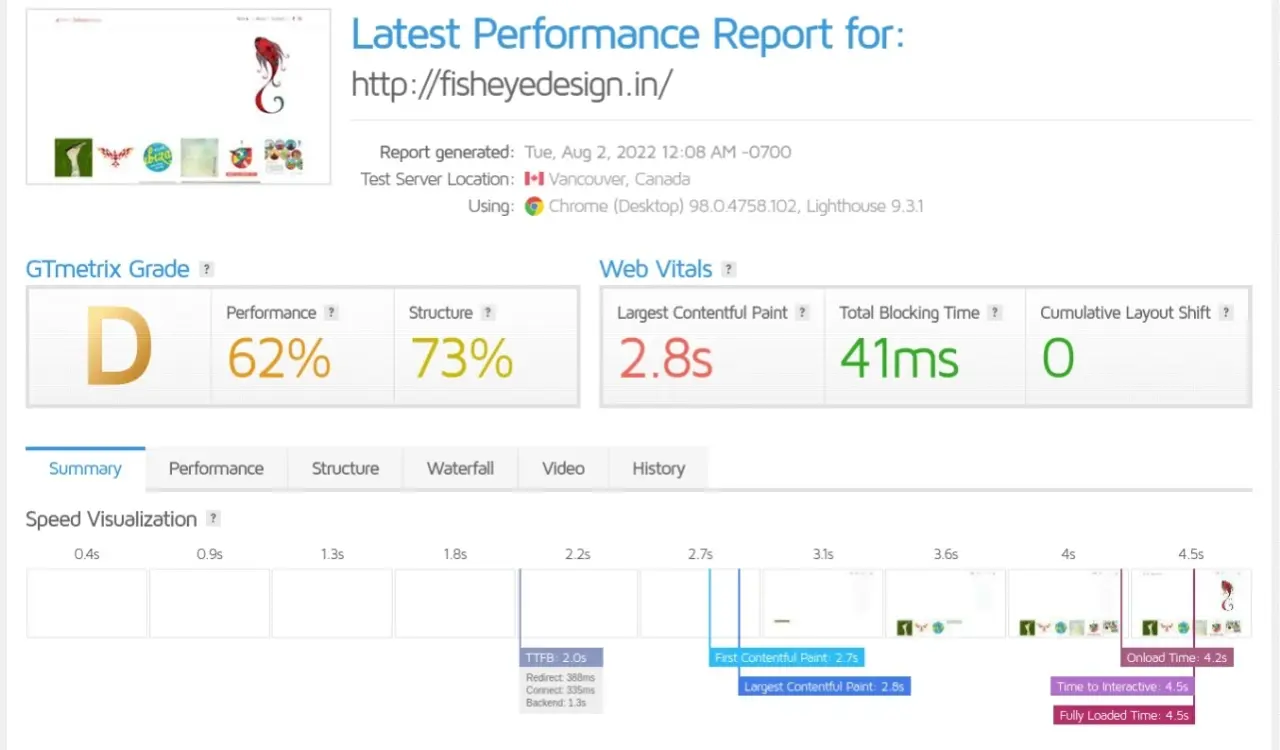 Latest Performance Report for:
http://fisheyedesign.in/
Report generated: Tue, Aug 2, 2022 12:08 AM -0700
Test Server Location: Vancouver, Canada
Using: Chrome (Desktop) 98.0.4758.102, Lighthouse 9.3.1
GTmetrix Grade ?
D
Performance ?
62%
Structure ?
73%
Web Vitals ?
Largest Contentful Paint ?
2.8s
Total Blocking Time ?
41ms
Cumulative Layout Shift ?
0
Summary Performance Structure Waterfall Video History
Speed Visualization ?
0.4s 0.9s 1.3s 1.8s 2.2s 2.7s 3.1s 3.6s 4s 4.5s
TTFB: 2.0s
Redirect: 388ms
Connect: 335ms
Backend: 1.3s
First Contentful Paint: 2.7s
Largest Contentful Paint: 2.8s
Onload Time: 4.2s
Time to Interactive: 4.5s
Fully Loaded Time: 4.5s